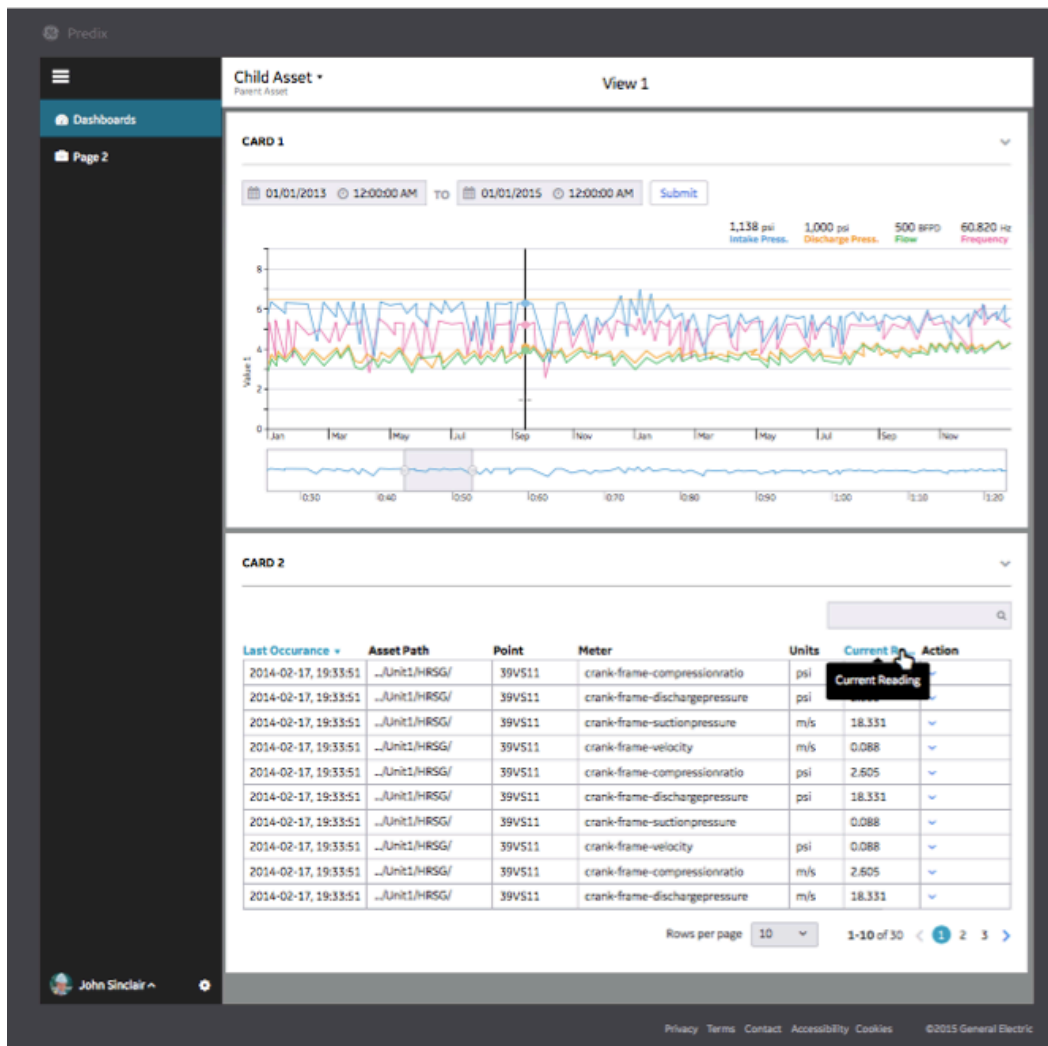 Predix
Child Asset
Parent Asset
View 1
Dashboards
Page 2
CARD 1
01/01/2013 12:00:00 AM TO 01/01/2015 12:00:00 AM Submit
1,138 psi 1,000 psi 500 BFPD 60.820 Hz
Intake Press. Discharge Press. Flow Frequency
8
6
4
2
0
Value 1
Jan Mar May Jul Sep Nov Jan Mar May Jul Sep Nov
0:30 0:40 0:50 0:60 0:70 0:80 0:90 1:00 1:10 1:20
CARD 2
Last Occurance Asset Path Point Meter Units Current Action
Current Reading
2014-02-17, 19:33:51 .../Unit1/HRSG/ 39VS11 crank-frame-compressionratio psi
2014-02-17, 19:33:51 .../Unit1/HRSG/ 39VS11 crank-frame-dischargepressure psi
2014-02-17, 19:33:51 .../Unit1/HRSG/ 39VS11 crank-frame-suctionpressure m/s 18.331
2014-02-17, 19:33:51 .../Unit1/HRSG/ 39VS11 crank-frame-velocity m/s 0.088
2014-02-17, 19:33:51 .../Unit1/HRSG/ 39VS11 crank-frame-compressionratio psi 2.605
2014-02-17, 19:33:51 .../Unit1/HRSG/ 39VS11 crank-frame-dischargepressure psi 18.331
2014-02-17, 19:33:51 .../Unit1/HRSG/ 39VS11 crank-frame-suctionpressure 0.088
2014-02-17, 19:33:51 .../Unit1/HRSG/ 39VS11 crank-frame-velocity psi 0.088
2014-02-17, 19:33:51 .../Unit1/HRSG/ 39VS11 crank-frame-compressionratio m/s 2.605
2014-02-17, 19:33:51 .../Unit1/HRSG/ 39VS11 crank-frame-dischargepressure m/s 18.331
Rows per page 10 1-10 of 30 < 1 2 3 >
John Sinclair
Privacy Terms Contact Accessibility Cookies ©2015 General Electric